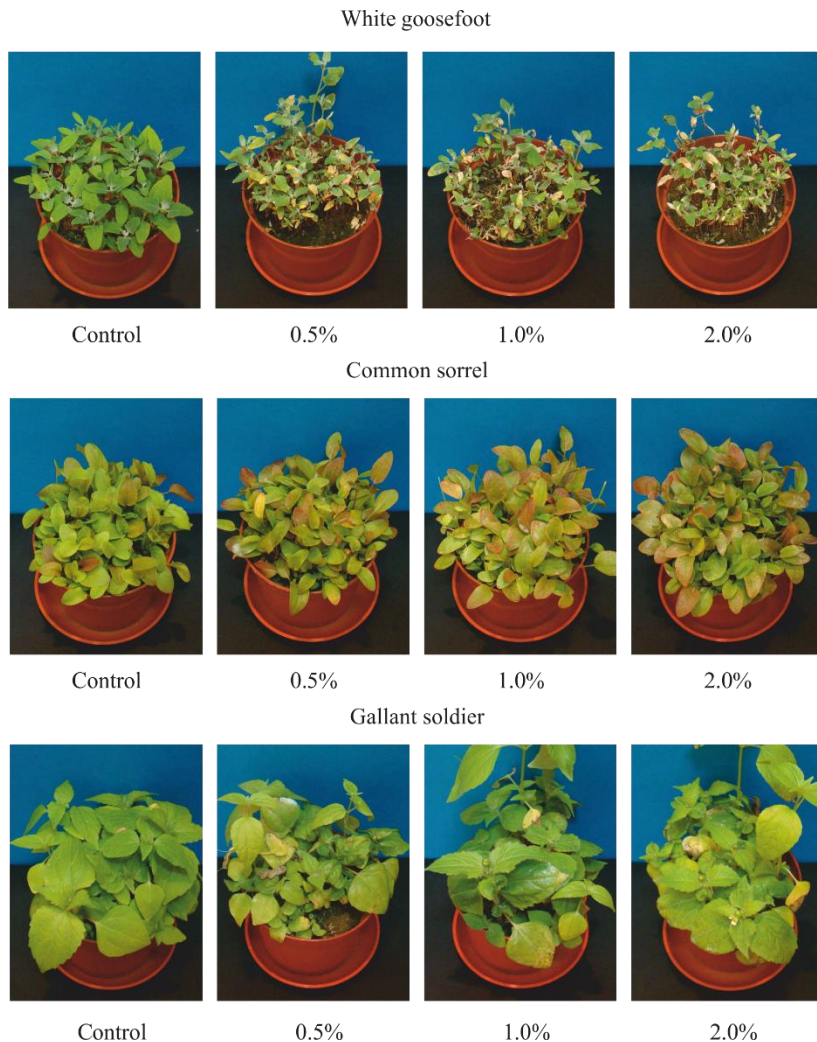 White goosefoot
Control 0.5% 1.0% 2.0%
Common sorrel
Control 0.5% 1.0% 2.0%
Gallant soldier
Control 0.5% 1.0% 2.0%